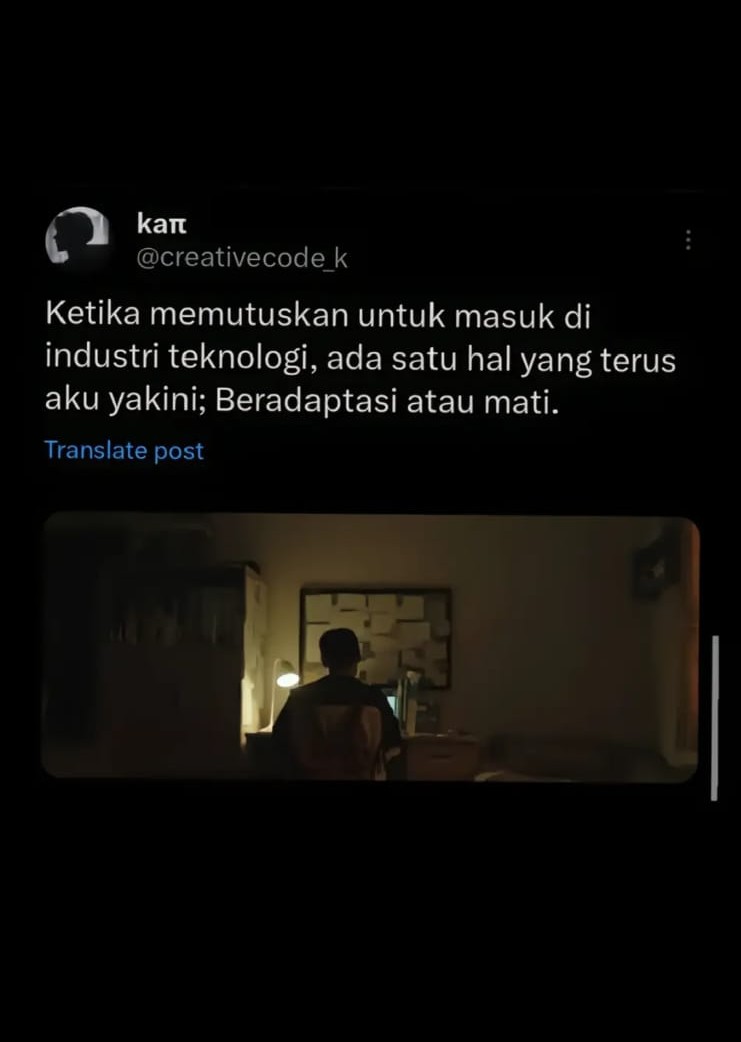 kaπ
@creativecode_k
Ketika memutuskan untuk masuk di
industri teknologi, ada satu hal yang terus
aku yakini; Beradaptasi atau mati.
Translate post